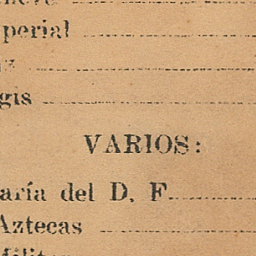 perial
gis
VARIOS:
aría del D. F.
Aztecas